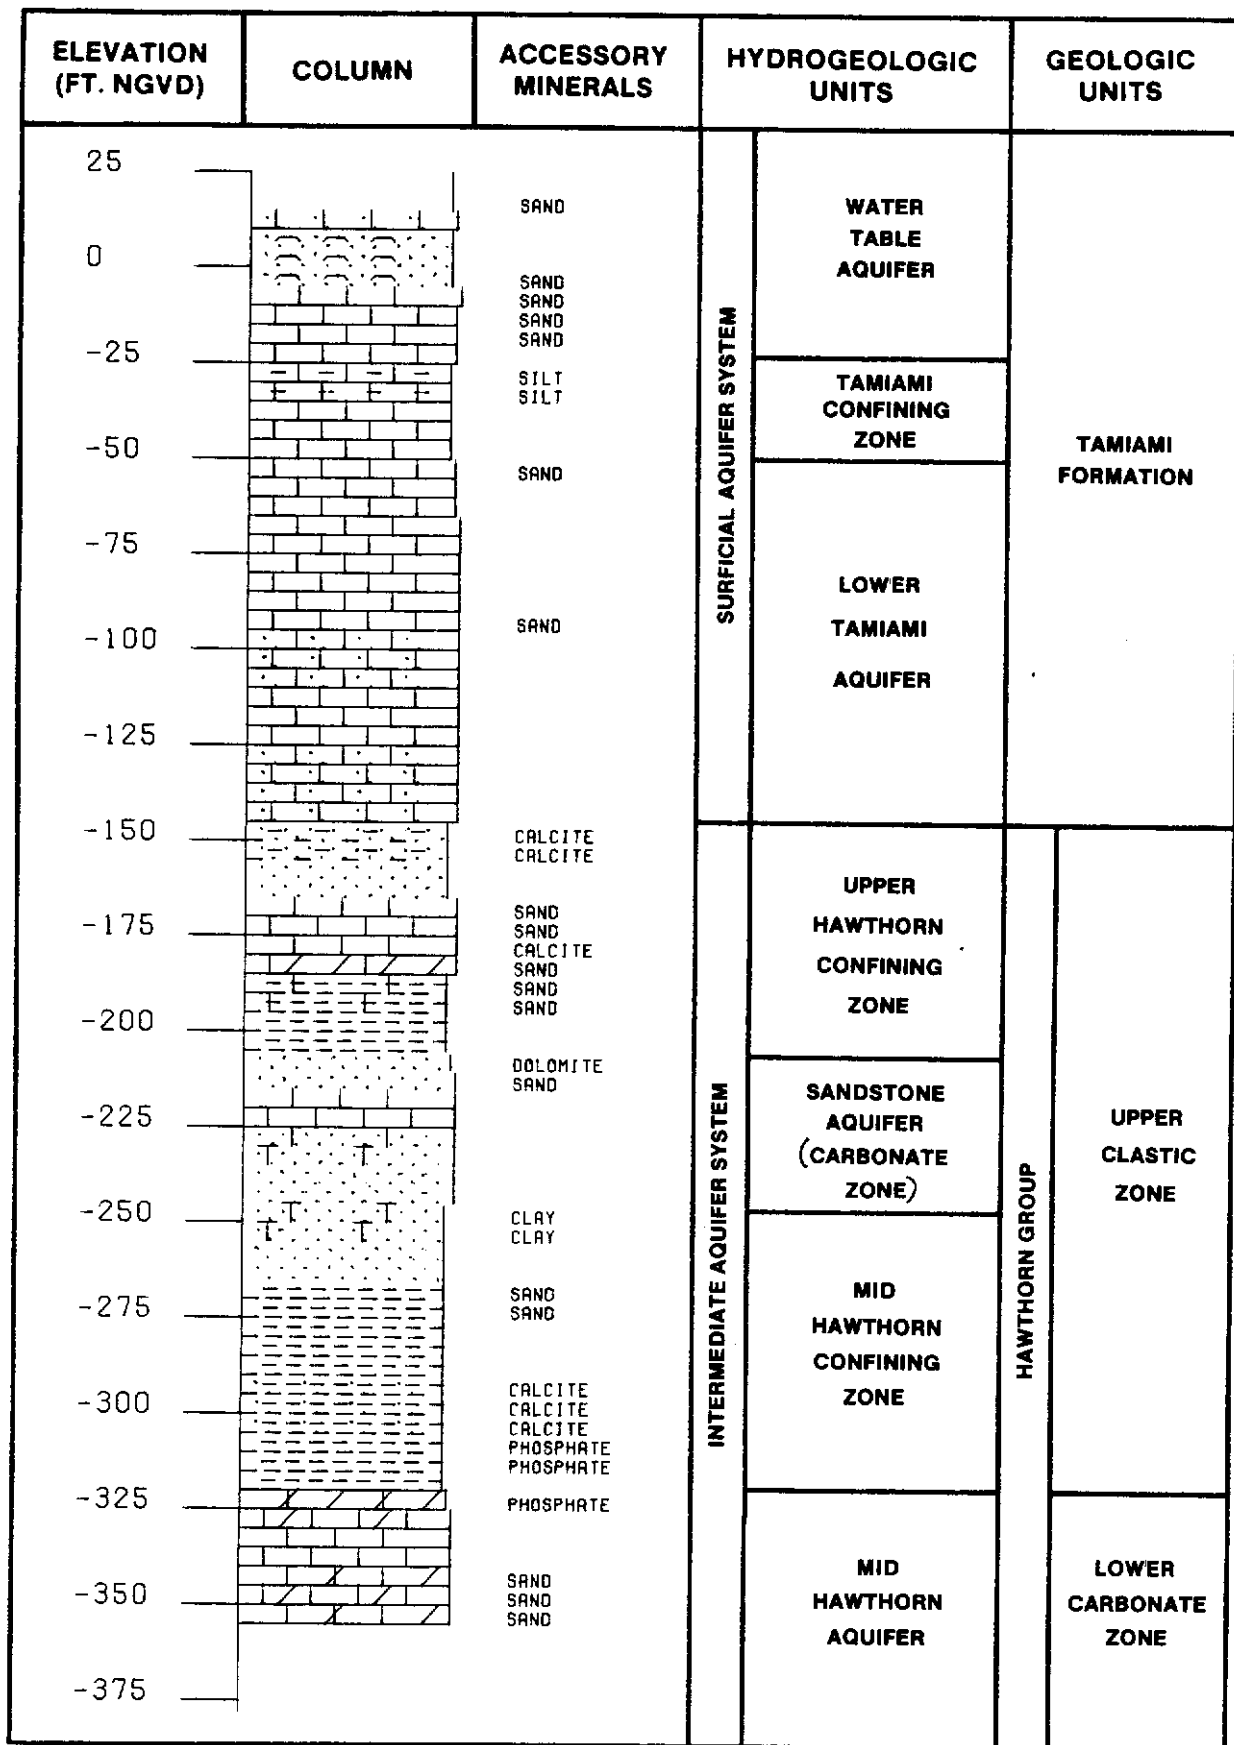 ELEVATION
(FT. NGVD)
COLUMN
ACCESSORY
MINERALS
HYDROGEOLOGIC
UNITS
GEOLOGIC
UNITS
25
0
-25
-50
-75
-100
-125
-150
-175
-200
-225
-250
-275
-300
-325
-350
-375
SAND
SAND
SAND
SAND
SAND
SILT
SILT
SAND
SAND
CALCITE
CALCITE
SAND
SAND
CALCITE
SAND
SAND
SAND
DOLOMITE
SAND
CLAY
CLAY
SAND
SAND
CALCITE
CALCITE
CALCITE
PHOSPHATE
PHOSPHATE
PHOSPHATE
SAND
SAND
SAND
SURFICIAL AQUIFER SYSTEM
INTERMEDIATE AQUIFER SYSTEM
WATER
TABLE
AQUIFER
TAMIAMI
CONFINING
ZONE
LOWER
TAMIAMI
AQUIFER
UPPER
HAWTHORN
CONFINING
ZONE
SANDSTONE
AQUIFER
(CARBONATE
ZONE)
MID
HAWTHORN
CONFINING
ZONE
MID
HAWTHORN
AQUIFER
TAMIAMI
FORMATION
HAWTHORN GROUP
UPPER
CLASTIC
ZONE
LOWER
CARBONATE
ZONE